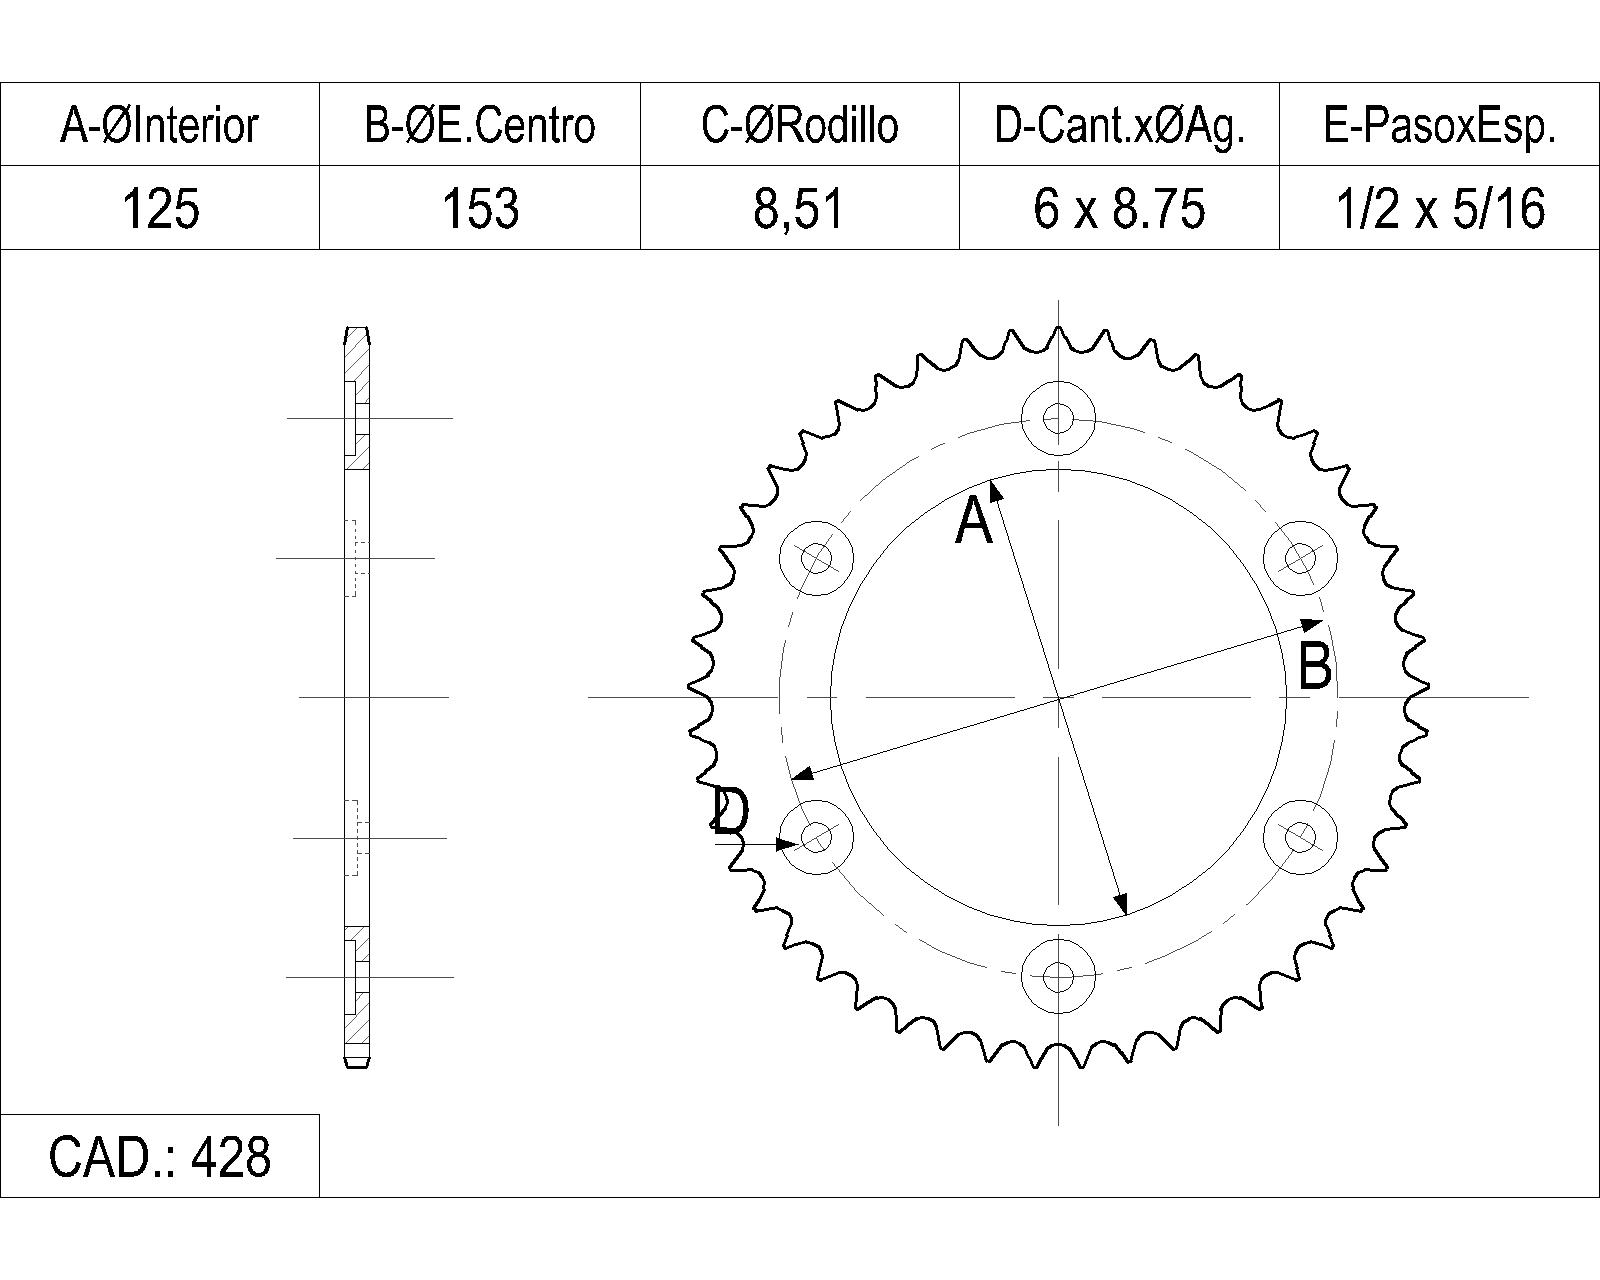 A-ØInterior B-ØE.Centro C-ØRodillo D-Cant.xØAg. E-PasoxEsp.
125 153 8,51 6 x 8.75 1/2 x 5/16
A
B
D
CAD.: 428